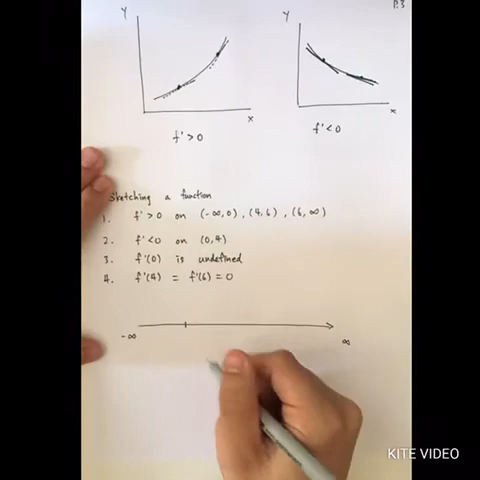 P.3
Y
Y
x
x
f' > 0
f' < 0
Sketching a function
1. f' > 0 on (-∞, 0), (4, 6), (6, ∞)
2. f' < 0 on (0, 4)
3. f'(0) is undefined
4. f'(4) = f'(6) = 0
-∞
∞
KITE VIDEO